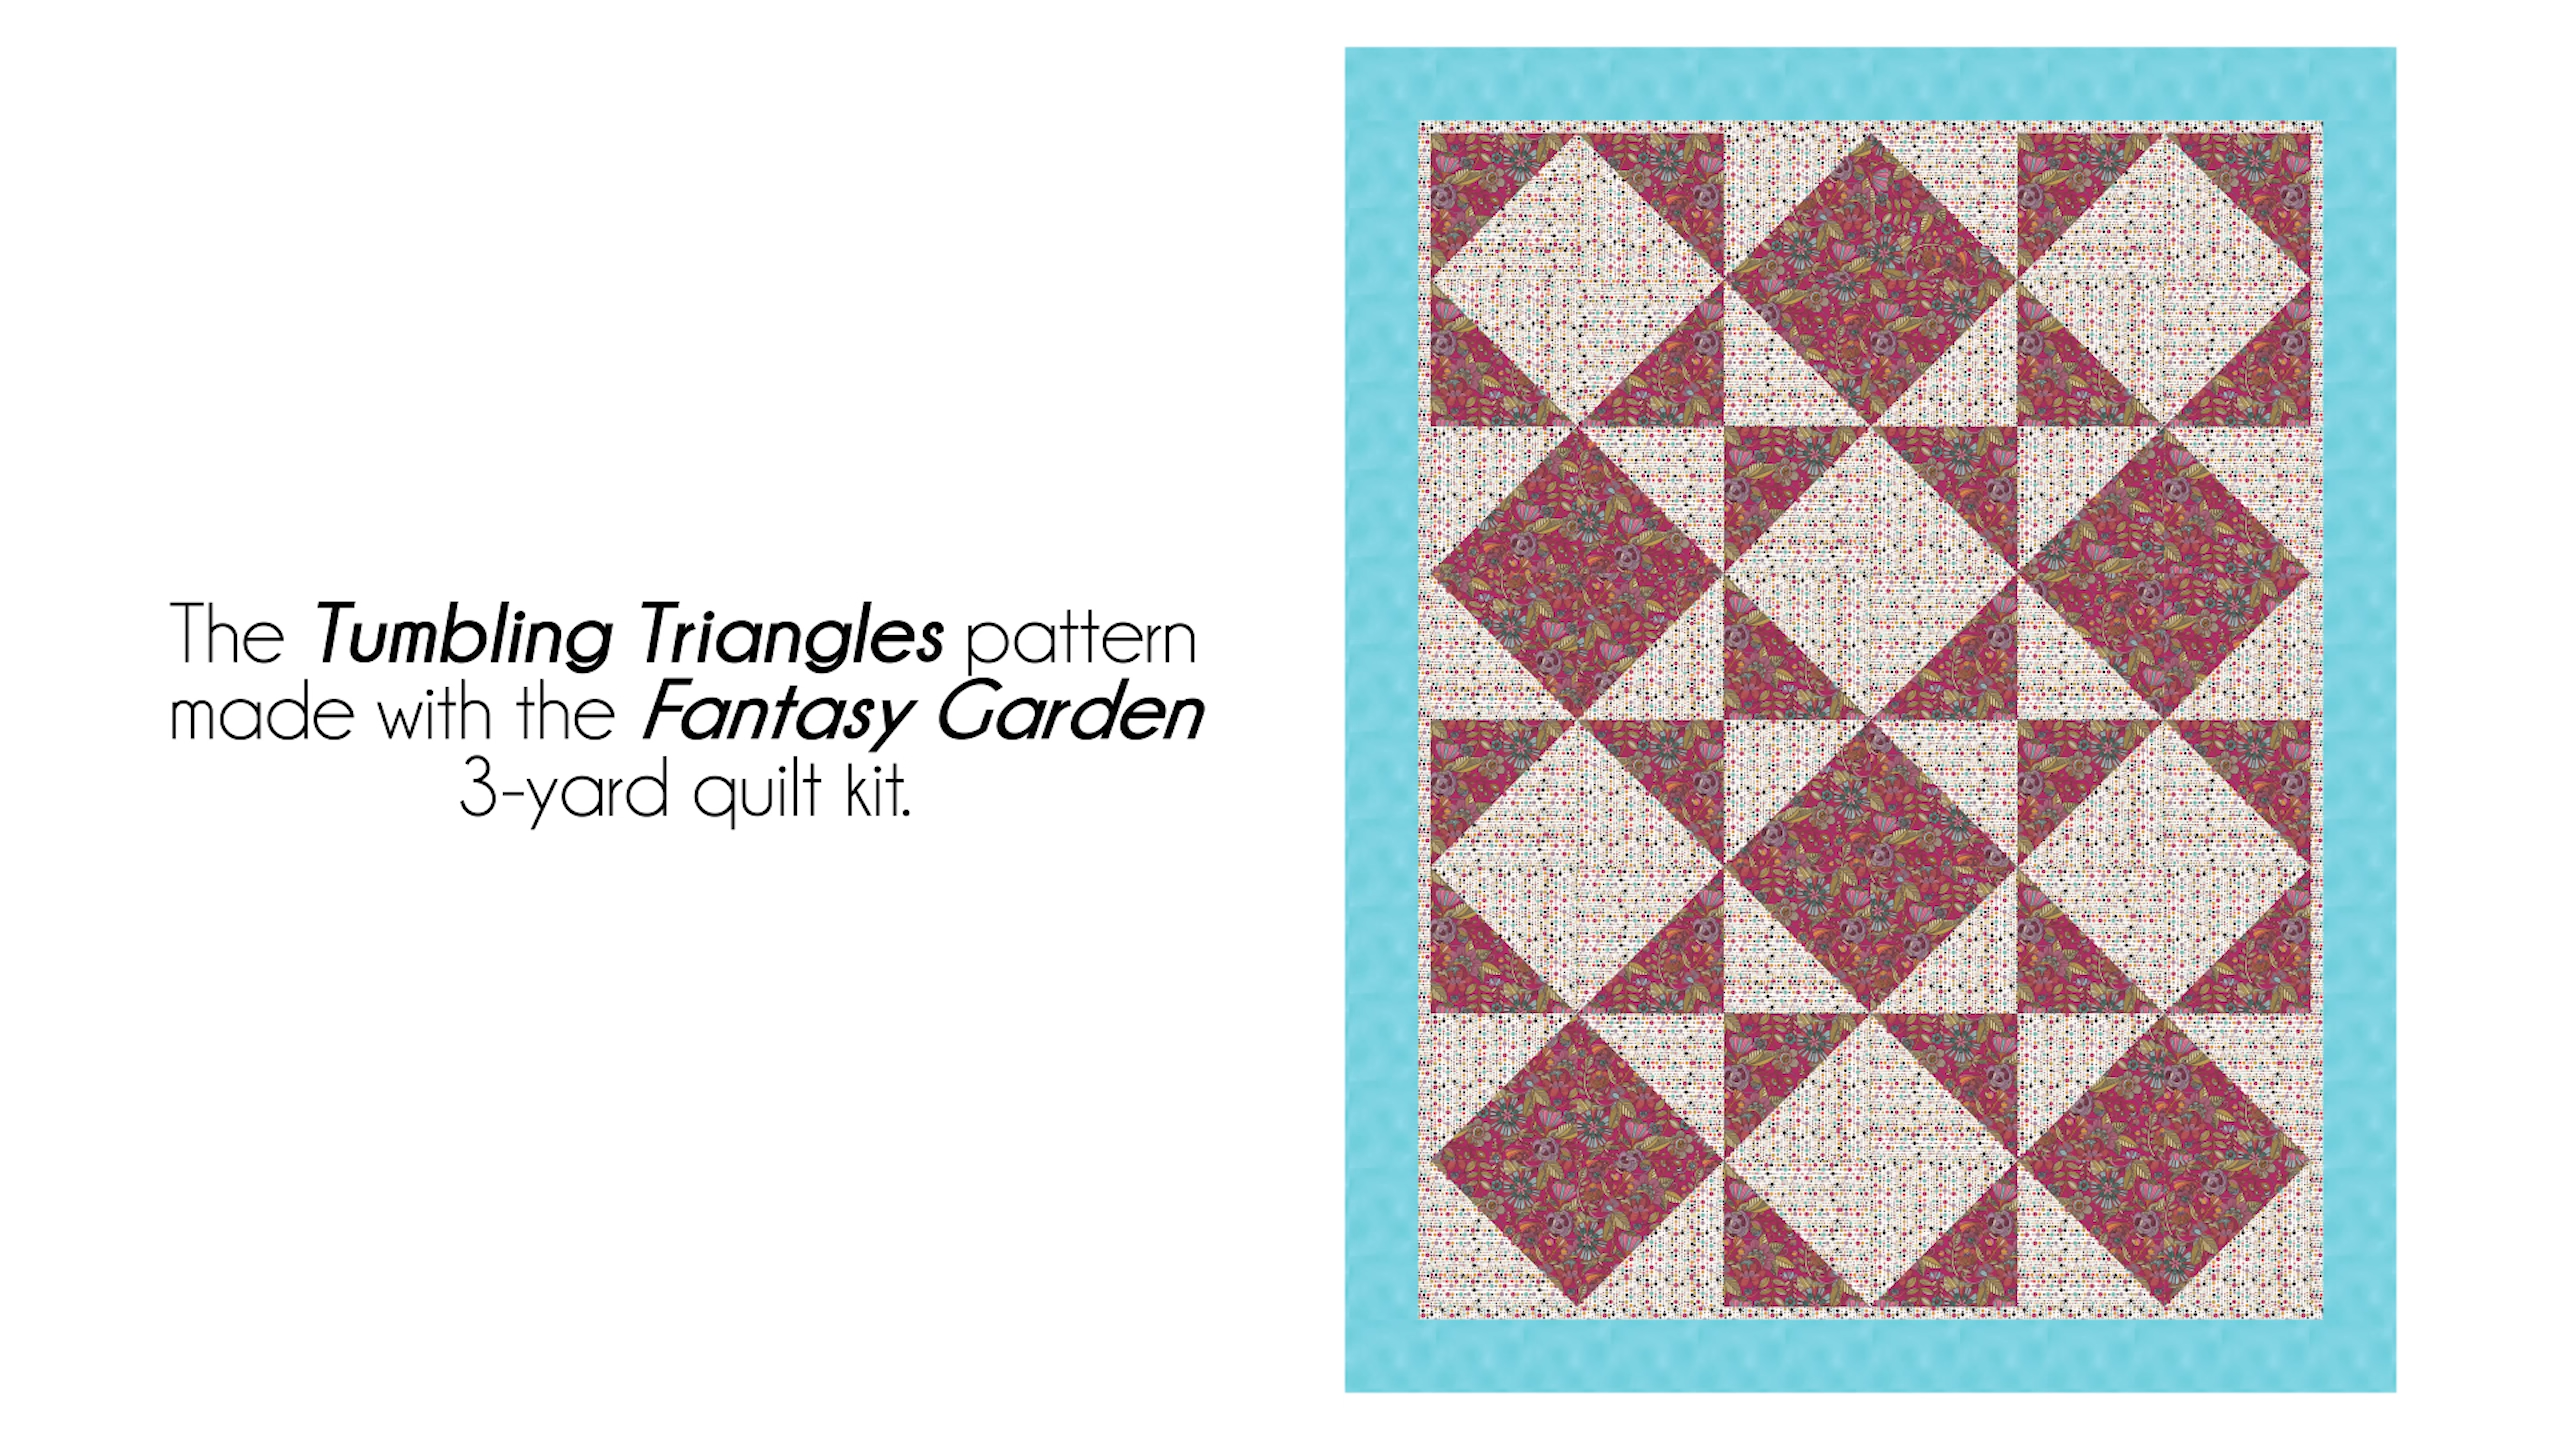 The Tumbling Triangles pattern
made with the Fantasy Garden
3-yard quilt kit.